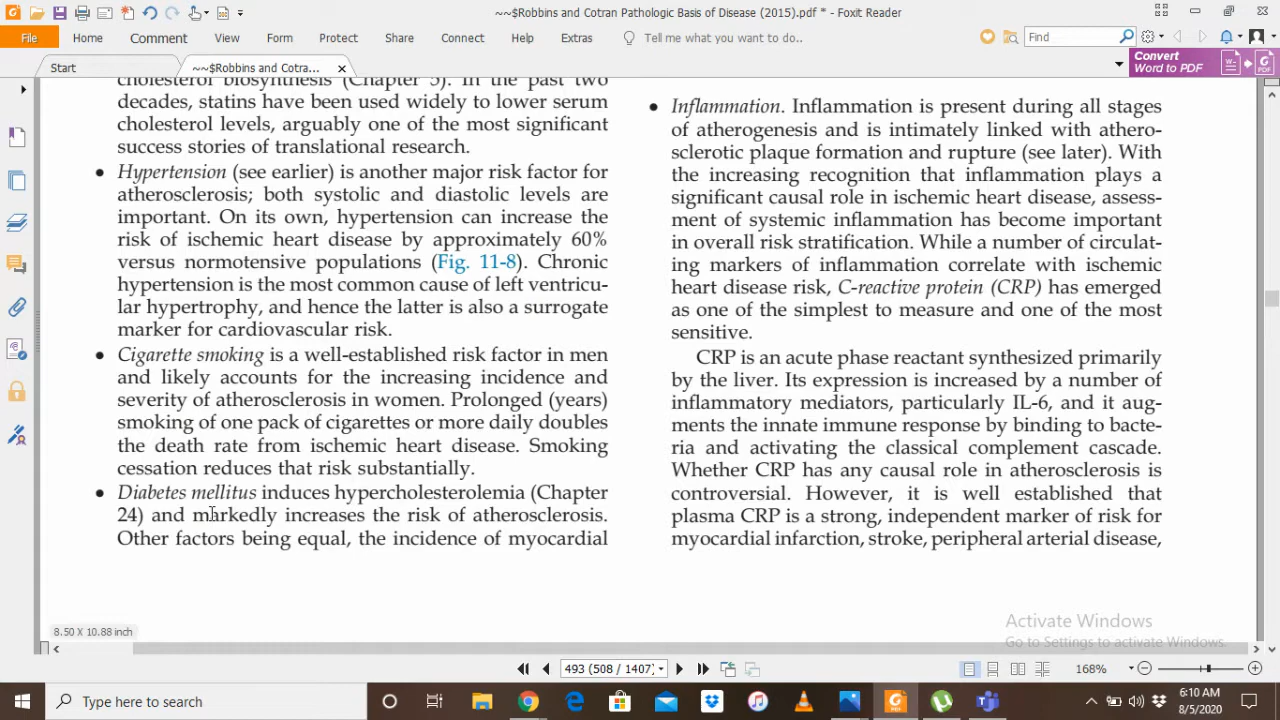 ~~$Robbins and Cotran Pathologic Basis of Disease (2015).pdf * - Foxit Reader
File Home Comment View Form Protect Share Connect Help Extras Tell me what you want to do.. Find
Start ~~$Robbins and Cotra... Convert
Word to PDF
cholesterol biosynthesis (Chapter 5). In the past two
decades, statins have been used widely to lower serum
cholesterol levels, arguably one of the most significant
success stories of translational research.
• Hypertension (see earlier) is another major risk factor for
atherosclerosis; both systolic and diastolic levels are
important. On its own, hypertension can increase the
risk of ischemic heart disease by approximately 60%
versus normotensive populations (Fig. 11-8). Chronic
hypertension is the most common cause of left ventricu-
lar hypertrophy, and hence the latter is also a surrogate
marker for cardiovascular risk.
• Cigarette smoking is a well-established risk factor in men
and likely accounts for the increasing incidence and
severity of atherosclerosis in women. Prolonged (years)
smoking of one pack of cigarettes or more daily doubles
the death rate from ischemic heart disease. Smoking
cessation reduces that risk substantially.
• Diabetes mellitus induces hypercholesterolemia (Chapter
24) and markedly increases the risk of atherosclerosis.
Other factors being equal, the incidence of myocardial
• Inflammation. Inflammation is present during all stages
of atherogenesis and is intimately linked with athero-
sclerotic plaque formation and rupture (see later). With
the increasing recognition that inflammation plays a
significant causal role in ischemic heart disease, assess-
ment of systemic inflammation has become important
in overall risk stratification. While a number of circulat-
ing markers of inflammation correlate with ischemic
heart disease risk, C-reactive protein (CRP) has emerged
as one of the simplest to measure and one of the most
sensitive.
CRP is an acute phase reactant synthesized primarily
by the liver. Its expression is increased by a number of
inflammatory mediators, particularly IL-6, and it aug-
ments the innate immune response by binding to bacte-
ria and activating the classical complement cascade.
Whether CRP has any causal role in atherosclerosis is
controversial. However, it is well established that
plasma CRP is a strong, independent marker of risk for
myocardial infarction, stroke, peripheral arterial disease,
Activate Windows
Go to Settings to activate Windows.
8.50 X 10.88 inch
493 (508 / 1407) 168%
Type here to search
6:10 AM
8/5/2020